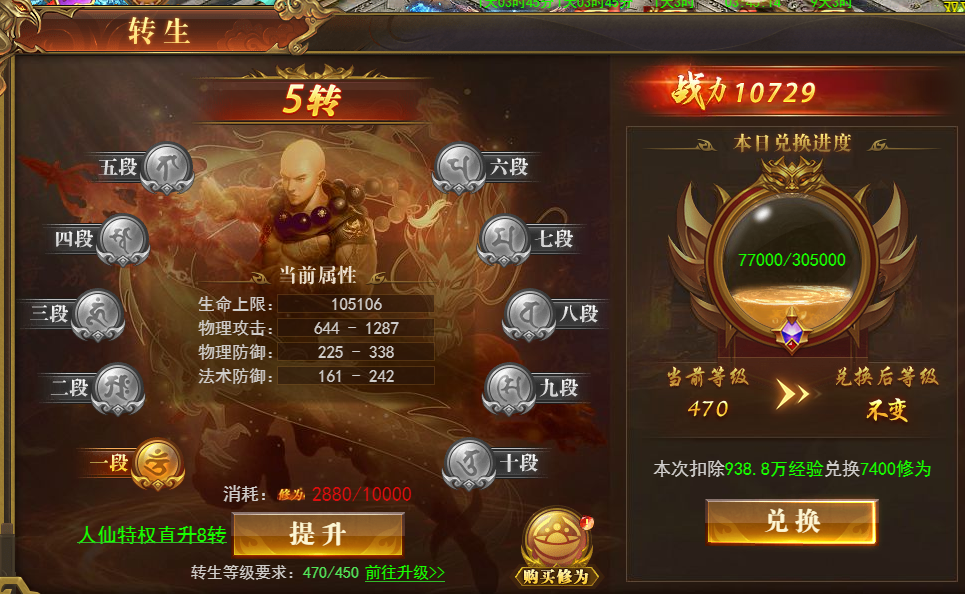 转生
5转
战力10729
本日兑换进度
五段
六段
四段
七段
77000/305000
当前属性
生命上限: 105106
三段
八段
物理攻击: 644 - 1287
物理防御: 225 - 338
法术防御: 161 - 242
当前等级
兑换后等级
二段
九段
470
不变
一段
十段
本次扣除938.8万经验兑换7400修为
消耗: 修为 2880/10000
人仙特权直升8转
提升
兑换
购买修为
转生等级要求: 470/450 前往升级>>